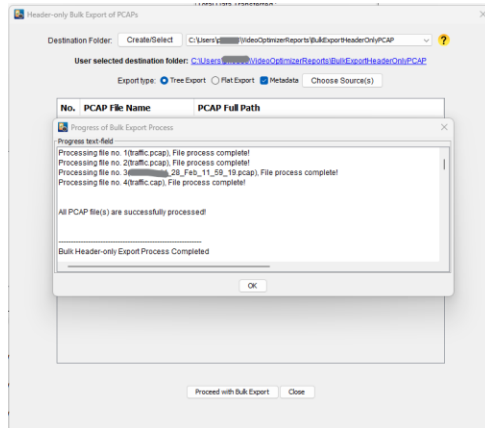 Header-only Bulk Export of PCAPs
Destination Folder: Create/Select C:\Users\p \VideoOptimizerReports\BulkExportHeaderOnlyPCAP ?
User selected destination folder: C:\Users\ \VideoOptimizerReports\BulkExportHeaderOnlyPCAP
Export type: Tree Export Flat Export Metadata Choose Source(s)
No. PCAP File Name PCAP Full Path
Progress of Bulk Export Process
Progress text-field
Processing file no. 1(traffic.pcap), File process complete!
Processing file no. 2(traffic.pcap), File process complete!
Processing file no. 3( _28_Feb_11_59_19.pcap), File process complete!
Processing file no. 4(traffic.cap), File process complete!
All PCAP file(s) are successfully processed!
Bulk Header-only Export Process Completed
OK
Proceed with Bulk Export Close